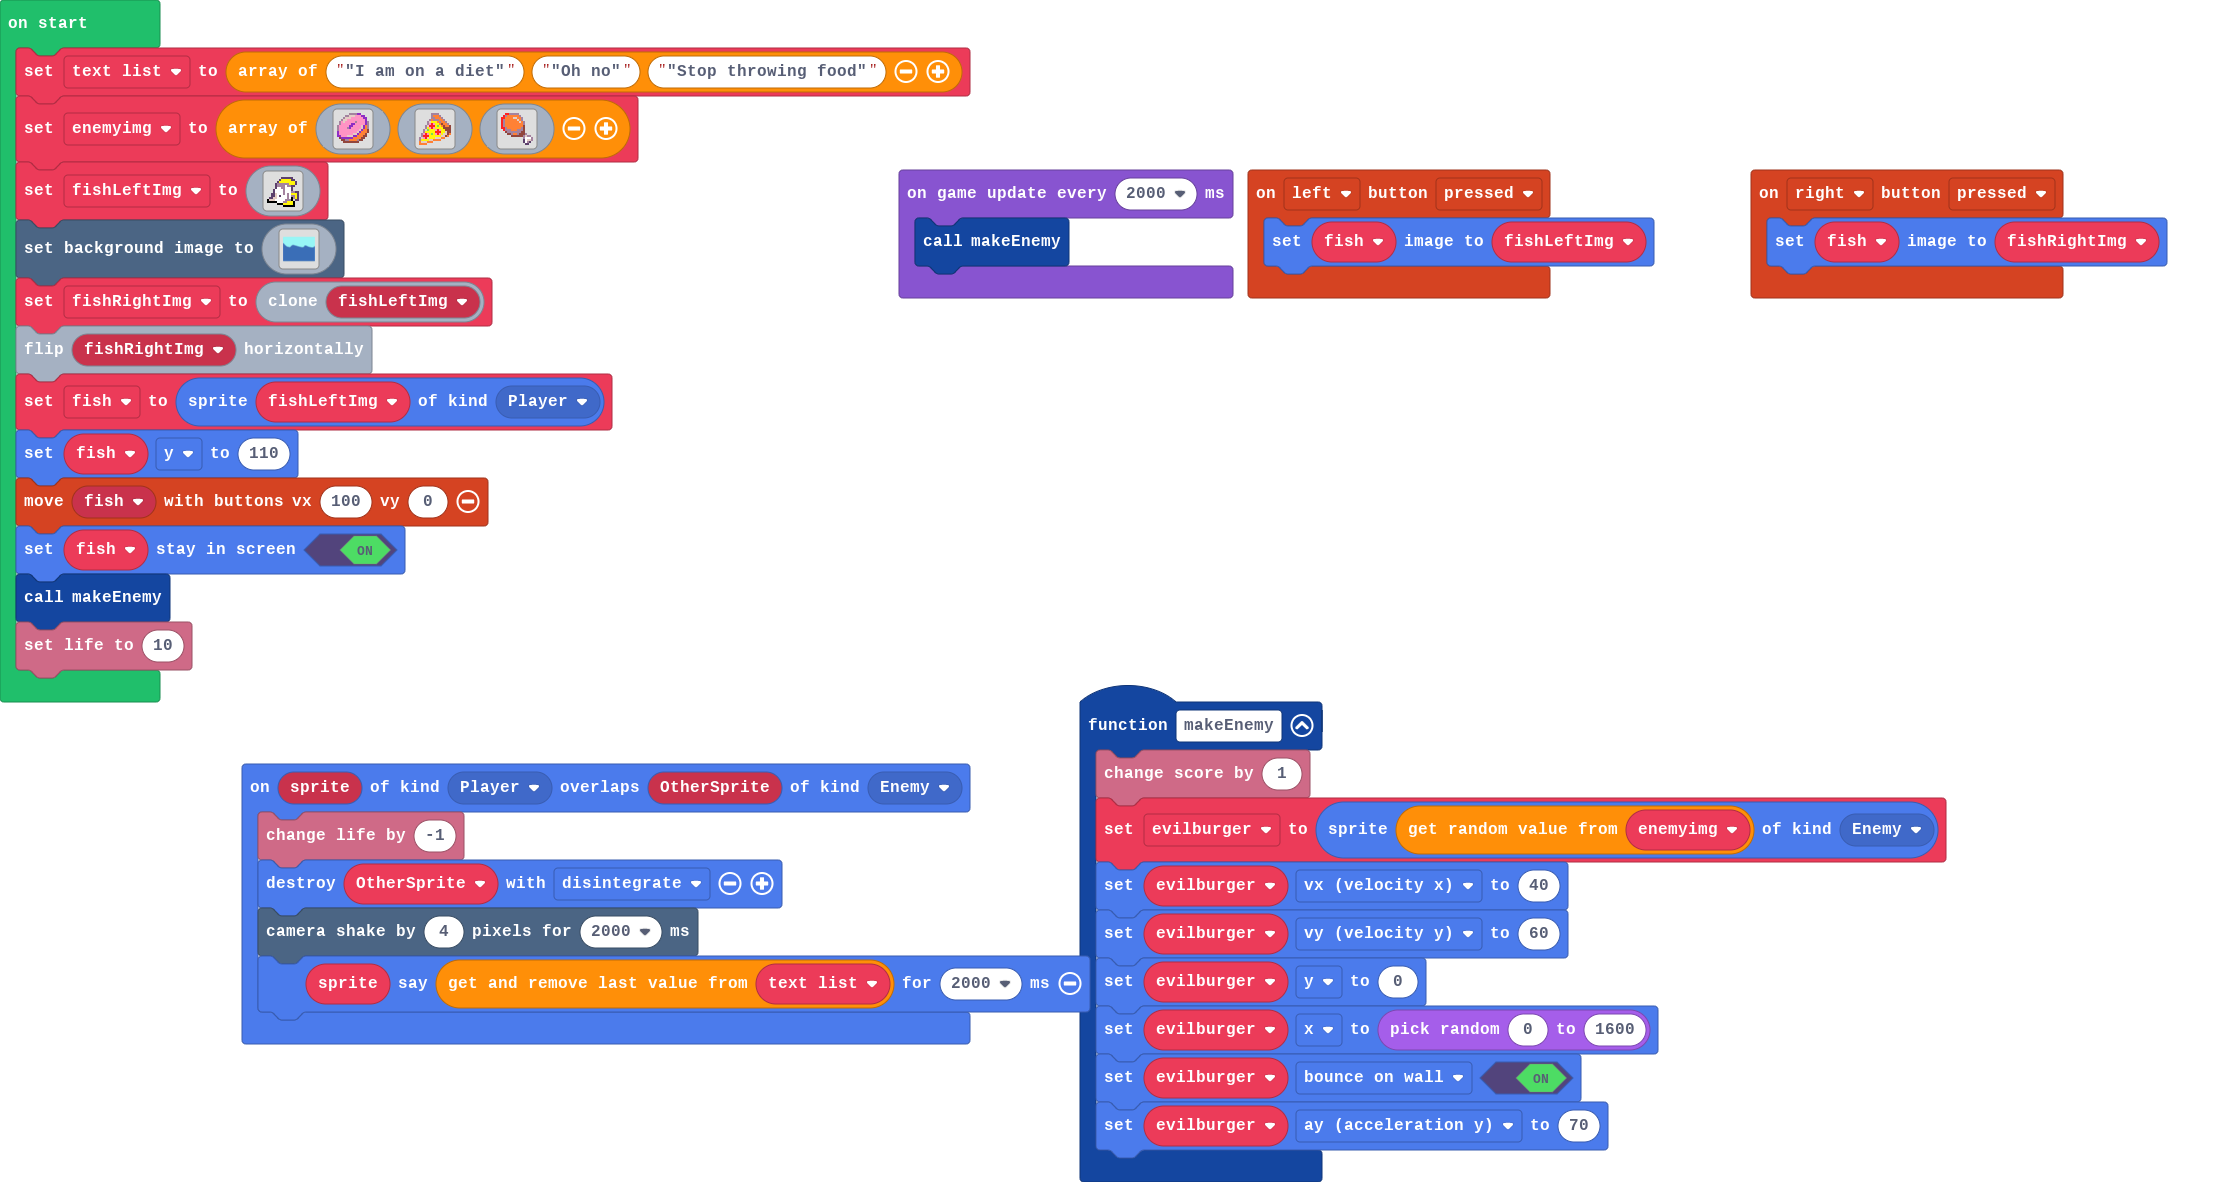 on start
set text list to array of ""I am on a diet"" ""Oh no"" ""Stop throwing food""
set enemyimg to array of
set fishLeftImg to
set background image to
set fishRightImg to clone fishLeftImg
flip fishRightImg horizontally
set fish to sprite fishLeftImg of kind Player
set fish y to 110
move fish with buttons vx 100 vy 0
set fish stay in screen ON
call makeEnemy
set life to 10
on game update every 2000 ms
call makeEnemy
on left button pressed
set fish image to fishLeftImg
on right button pressed
set fish image to fishRightImg
on sprite of kind Player overlaps OtherSprite of kind Enemy
change life by -1
destroy OtherSprite with disintegrate
camera shake by 4 pixels for 2000 ms
sprite say get and remove last value from text list for 2000 ms
function makeEnemy
change score by 1
set evilburger to sprite get random value from enemyimg of kind Enemy
set evilburger vx (velocity x) to 40
set evilburger vy (velocity y) to 60
set evilburger y to 0
set evilburger x to pick random 0 to 1600
set evilburger bounce on wall ON
set evilburger ay (acceleration y) to 70